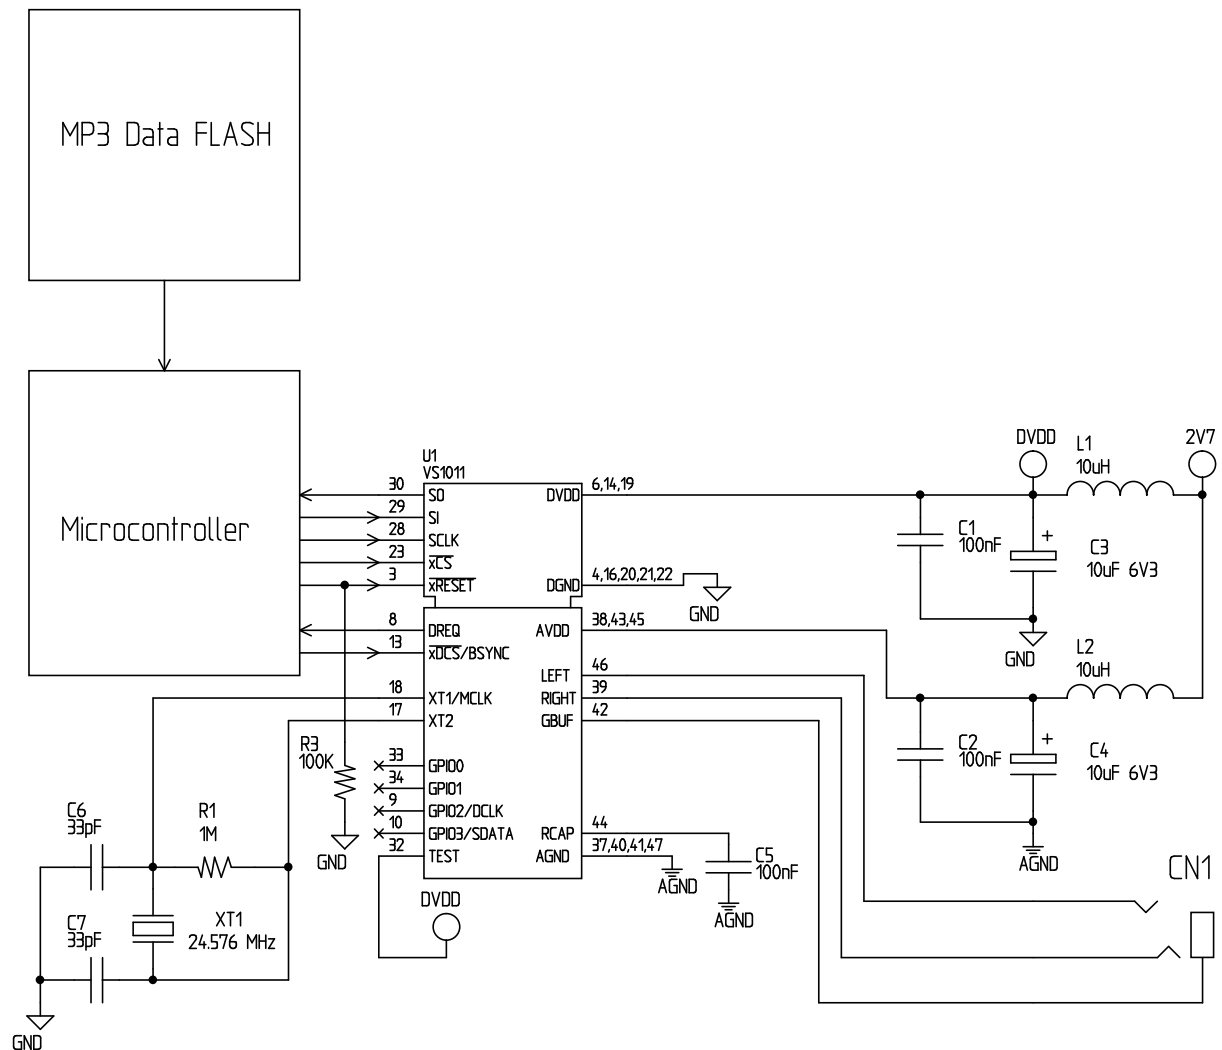 MP3 Data FLASH
Microcontroller
U1
VS1011
30
SO
29
SI
28
SCLK
23
xCS
3
xRESET
8
DREQ
13
xDCS/BSYNC
18
XT1/MCLK
17
XT2
33
GPIO0
34
GPIO1
9
GPIO2/DCLK
10
GPIO3/SDATA
32
TEST
DVDD
6,14,19
DGND
4,16,20,21,22
GND
AVDD
38,43,45
LEFT
46
RIGHT
39
GBUF
42
RCAP
44
AGND
37,40,41,47
AGND
C5
100nF
AGND
DVDD
R3
100K
GND
C6
33pF
R1
1M
C7
33pF
XT1
24.576 MHz
GND
DVDD
L1
10uH
2V7
C1
100nF
C3
10uF 6V3
GND
L2
10uH
C2
100nF
C4
10uF 6V3
AGND
CN1